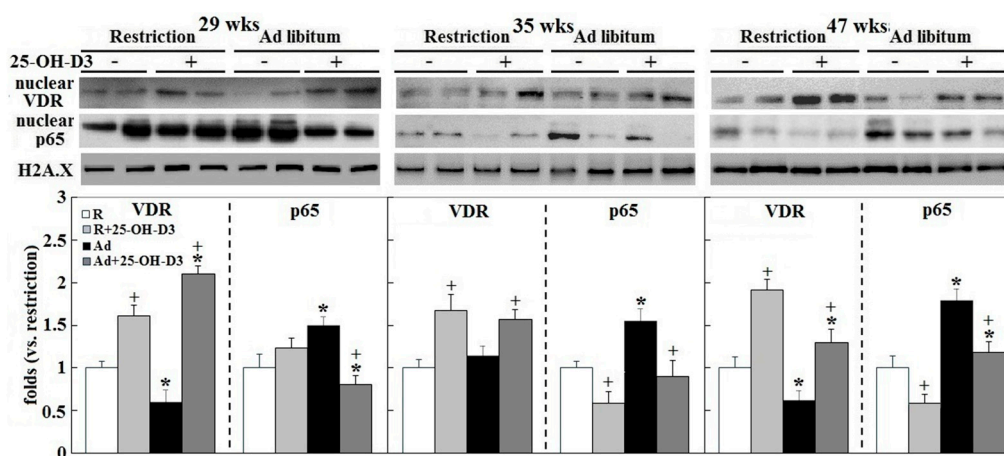 29 wks 35 wks 47 wks
Restriction Ad libitum Restriction Ad libitum Restriction Ad libitum
25-OH-D3 - + - + - + - + - + - +
nuclear
VDR
nuclear
p65
H2A.X
3
2.5
2
1.5
1
0.5
0
folds (vs. restriction)
VDR p65 VDR p65 VDR p65
R
R+25-OH-D3
Ad
Ad+25-OH-D3
+ * + * * + * + + * + + + * + * * + + *